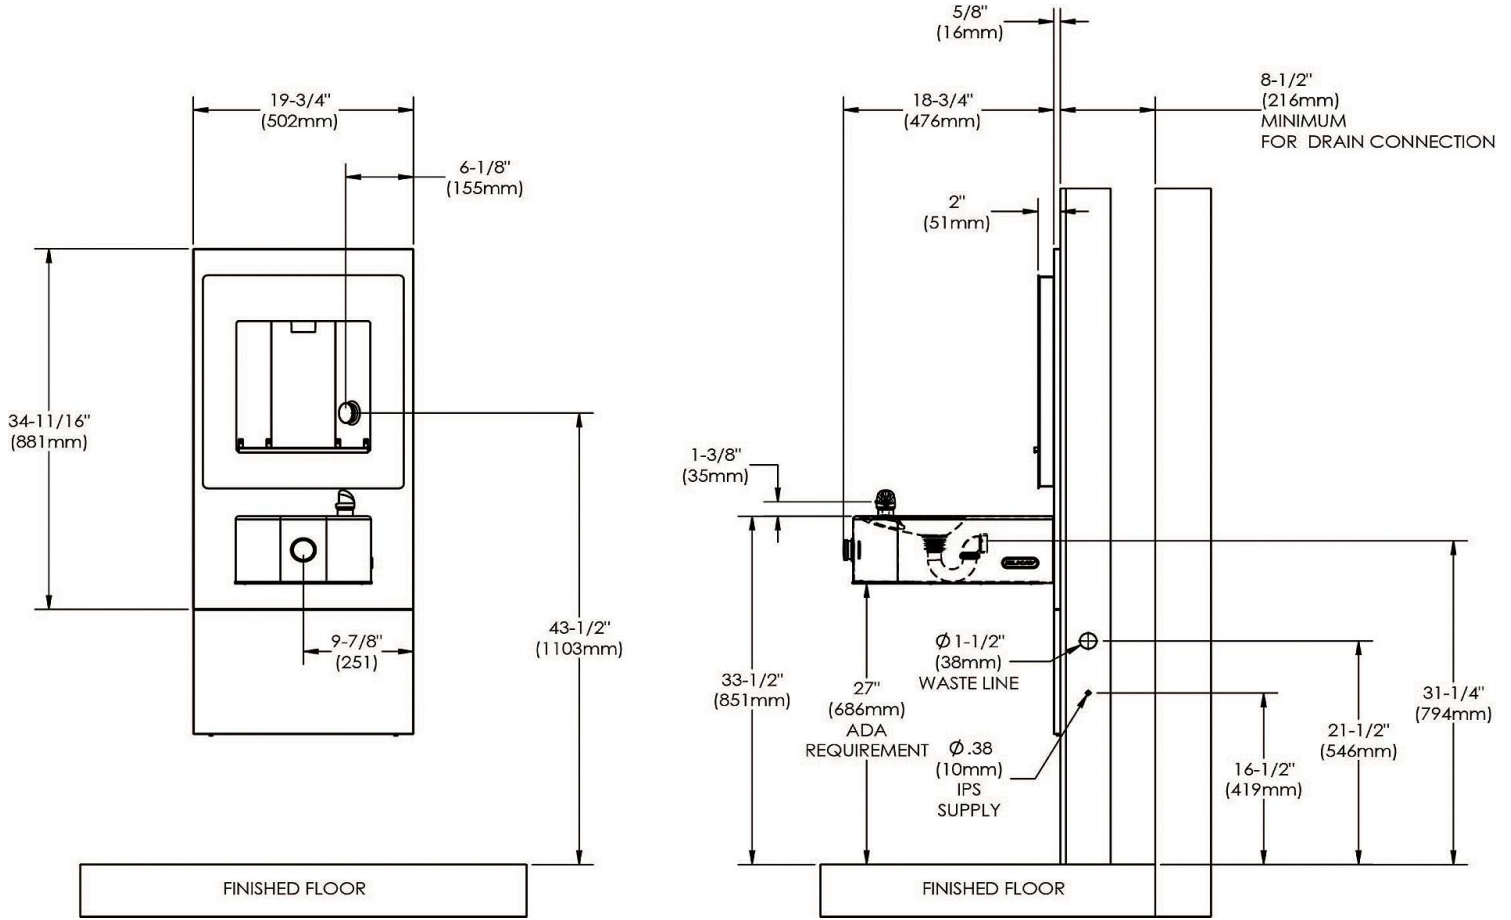 5/8"
(16mm)
19-3/4"
(502mm)
18-3/4"
(476mm)
8-1/2"
(216mm)
MINIMUM
FOR DRAIN CONNECTION
6-1/8"
(155mm)
2"
(51mm)
34-11/16"
(881mm)
1-3/8"
(35mm)
ELKAY
43-1/2"
(1103mm)
9-7/8"
(251)
Ø 1-1/2"
(38mm)
WASTE LINE
33-1/2"
(851mm)
27"
(686mm)
ADA
REQUIREMENT
Ø .38
(10mm)
IPS
SUPPLY
31-1/4"
(794mm)
21-1/2"
(546mm)
16-1/2"
(419mm)
FINISHED FLOOR
FINISHED FLOOR